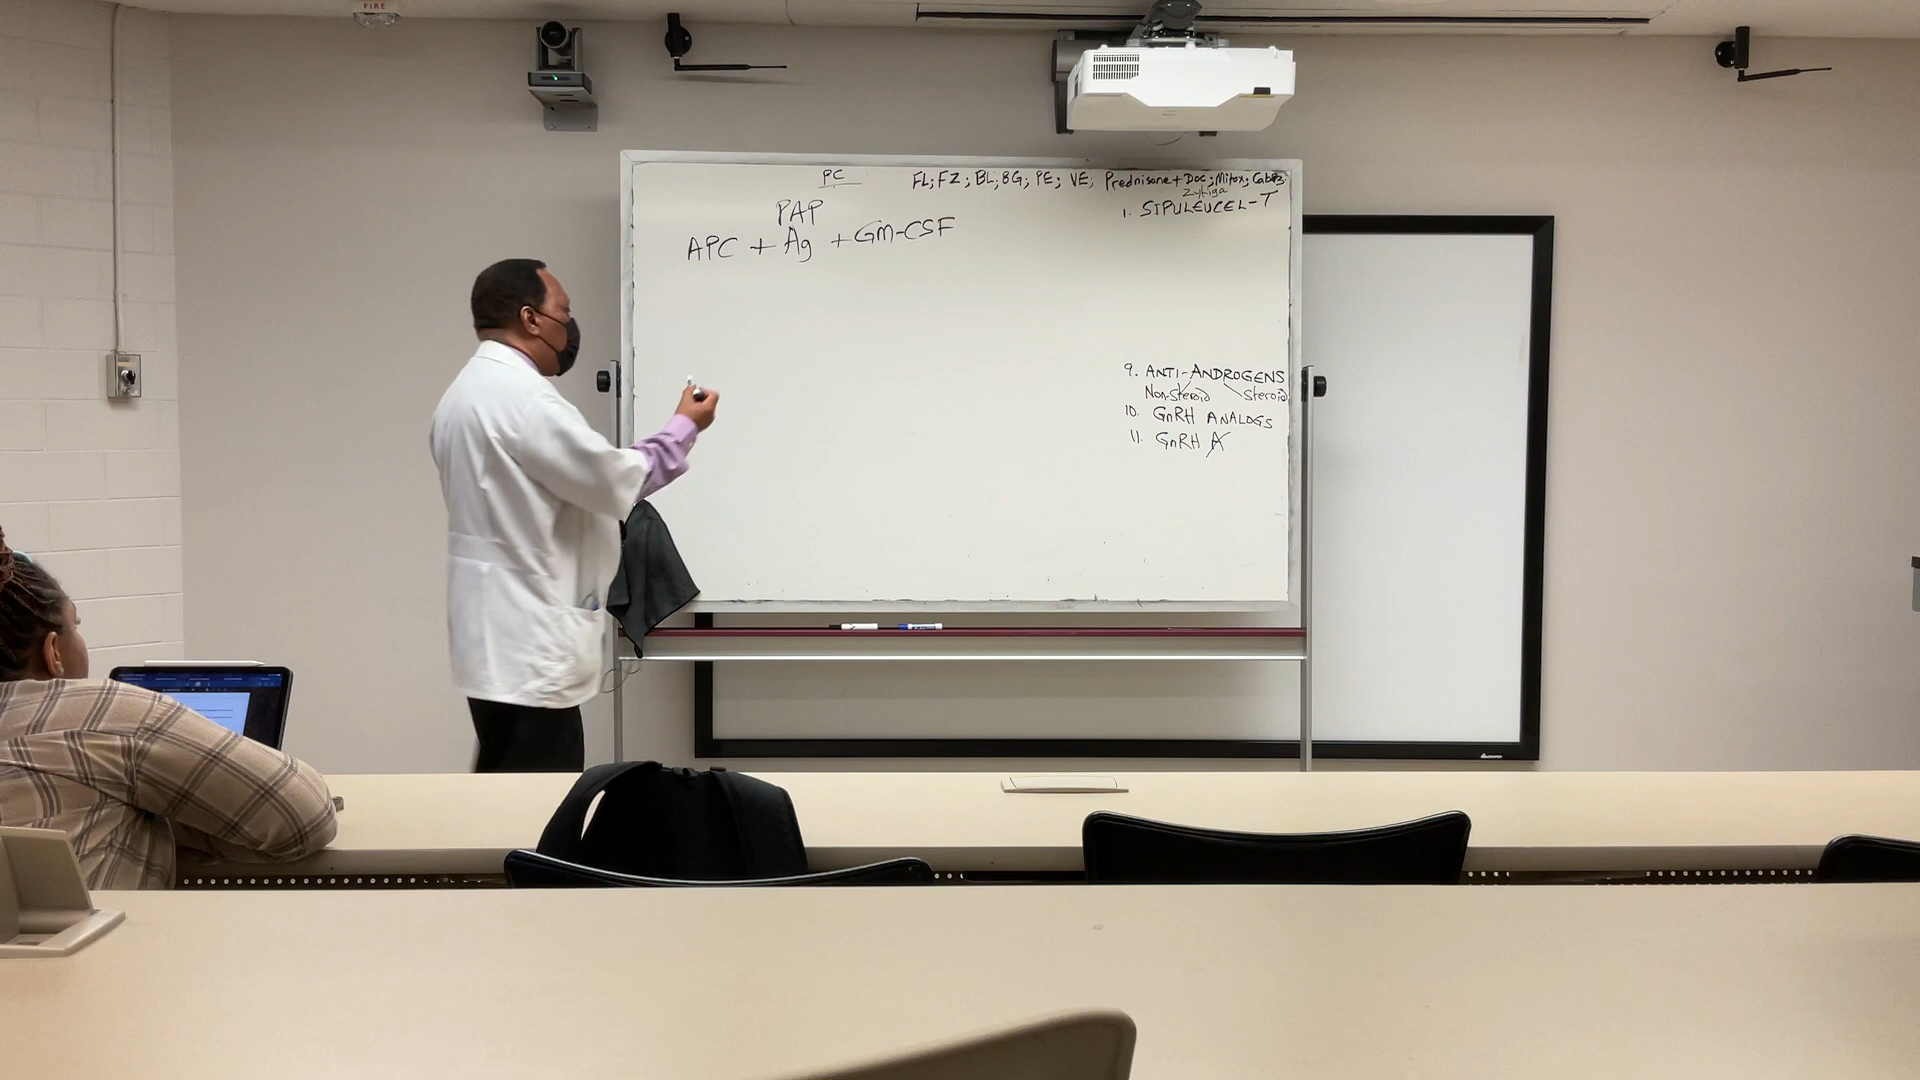 FIRE
PC
FL; FZ; BL; BG; PE; VE; Prednisone + Doc; Mitox; Cabaz;
Zytiga
1. SIPULEUCEL-T
PAP
APC + Ag + GM-CSF
9. ANTI-ANDROGENS
Non-Steroid Steroid
10. GnRH ANALOGS
11. GnRH A